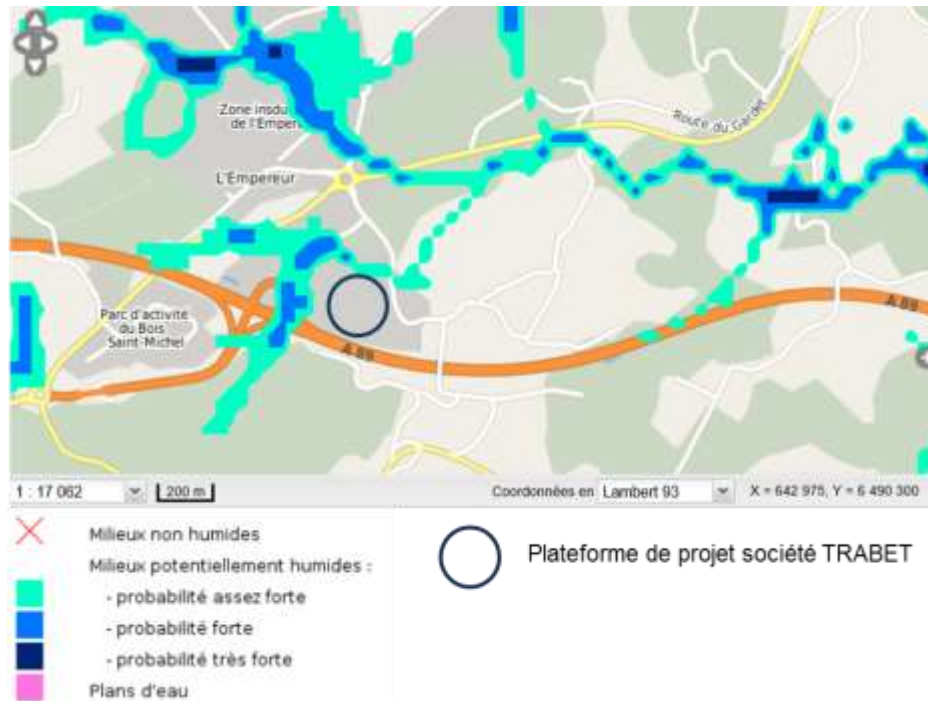 Zone insdu
de l'Emper
Route du Gardet
L'Empereur
Parc d'activité
du Bois
Saint-Michel
A 89
A 89
1 : 17 062
200 m
Coordonnées en Lambert 93
X = 642 975, Y = 6 490 300
Milieux non humides
Milieux potentiellement humides :
- probabilité assez forte
- probabilité forte
- probabilité très forte
Plans d'eau
Plateforme de projet société TRABET